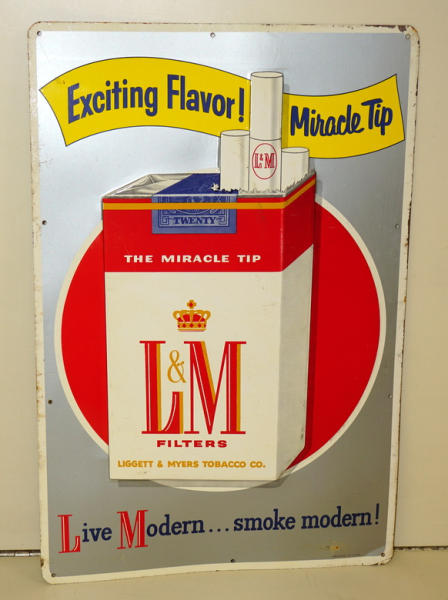 Exciting Flavor!
Miracle Tip
L&M
TWENTY
THE MIRACLE TIP
L&M
FILTERS
LIGGETT & MYERS TOBACCO CO.
Live Modern... smoke modern!